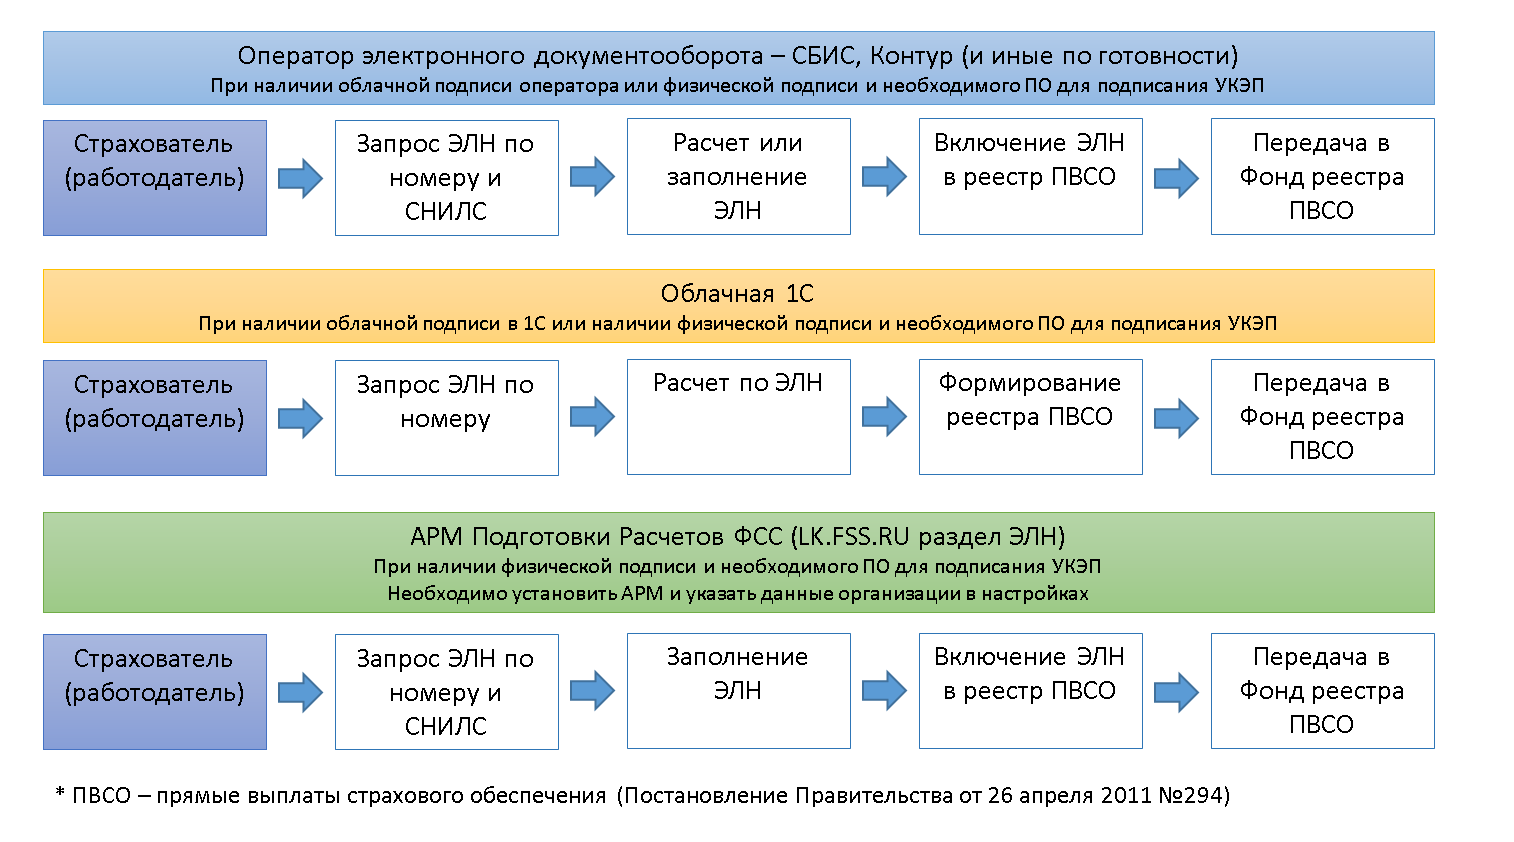 Оператор электронного документооборота – СБИС, Контур (и иные по готовности)
При наличии облачной подписи оператора или физической подписи и необходимого ПО для подписания УКЭП
Страхователь
(работодатель)
Запрос ЭЛН по
номеру и
СНИЛС
Расчет или
заполнение
ЭЛН
Включение ЭЛН
в реестр ПВСО
Передача в
Фонд реестра
ПВСО
Облачная 1С
При наличии облачной подписи в 1С или наличии физической подписи и необходимого ПО для подписания УКЭП
Страхователь
(работодатель)
Запрос ЭЛН по
номеру
Расчет по ЭЛН
Формирование
реестра ПВСО
Передача в
Фонд реестра
ПВСО
АРМ Подготовки Расчетов ФСС (LK.FSS.RU раздел ЭЛН)
При наличии физической подписи и необходимого ПО для подписания УКЭП
Необходимо установить АРМ и указать данные организации в настройках
Страхователь
(работодатель)
Запрос ЭЛН по
номеру и
СНИЛС
Заполнение
ЭЛН
Включение ЭЛН
в реестр ПВСО
Передача в
Фонд реестра
ПВСО
* ПВСО – прямые выплаты страхового обеспечения (Постановление Правительства от 26 апреля 2011 №294)